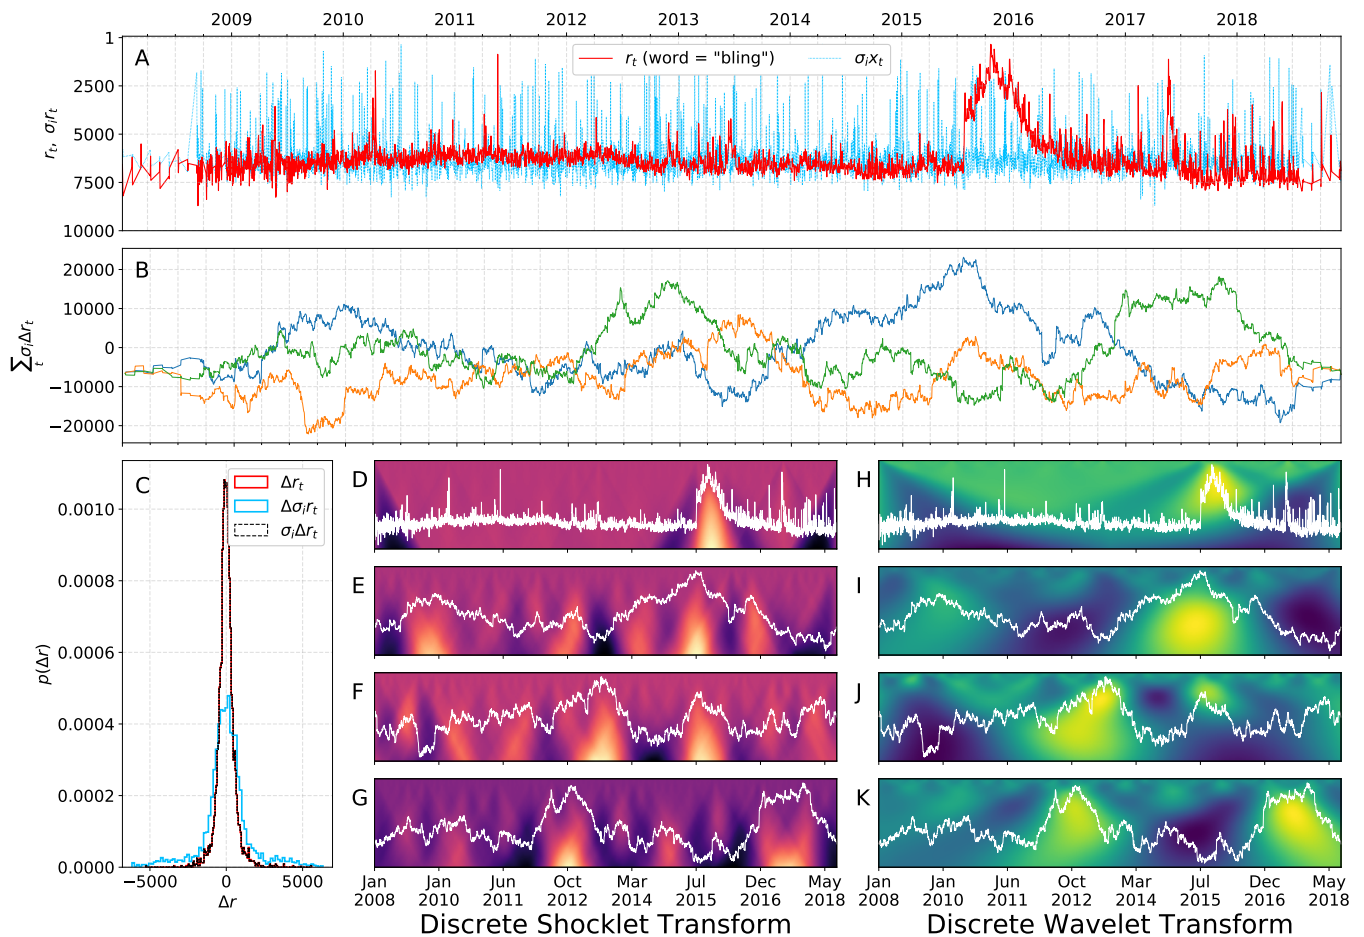 2009 2010 2011 2012 2013 2014 2015 2016 2017 2018
A
r_t (word = "bling") σ_i x_t
1
2500
5000
7500
10000
r_t, σ_i r_t
B
20000
10000
0
−10000
−20000
∑_t σ_i Δr_t
C
Δr_t
Δσ_i r_t
σ_i Δr_t
0.0010
0.0008
0.0006
0.0004
0.0002
0.0000
p(Δr)
−5000 0 5000
Δr
D
E
F
G
Jan 2008 Jan 2010 Jun 2011 Oct 2012 Mar 2014 Jul 2015 Dec 2016 May 2018
Discrete Shocklet Transform
H
I
J
K
Jan 2008 Jan 2010 Jun 2011 Oct 2012 Mar 2014 Jul 2015 Dec 2016 May 2018
Discrete Wavelet Transform